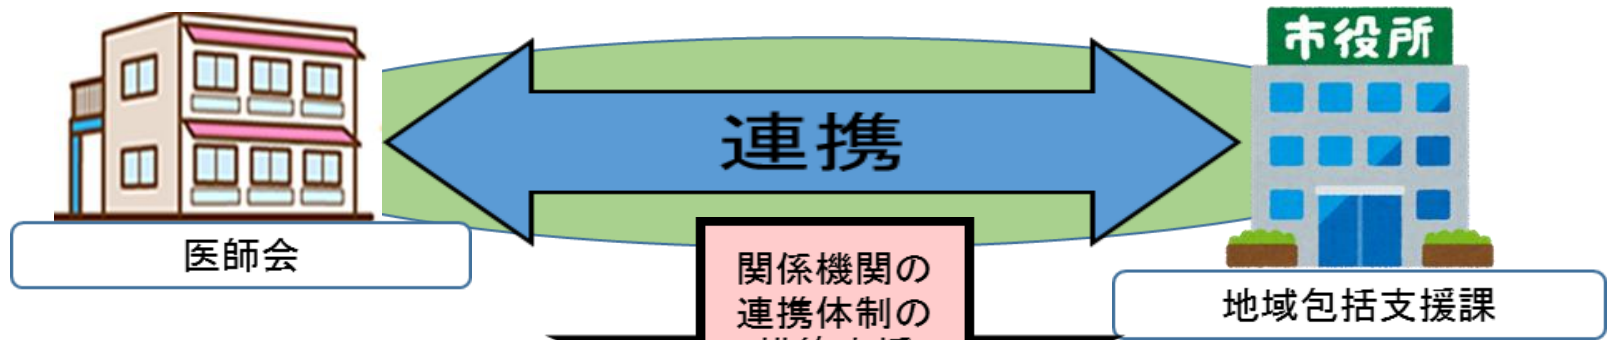 市役所
連携
医師会
関係機関の
連携体制の
地域包括支援課